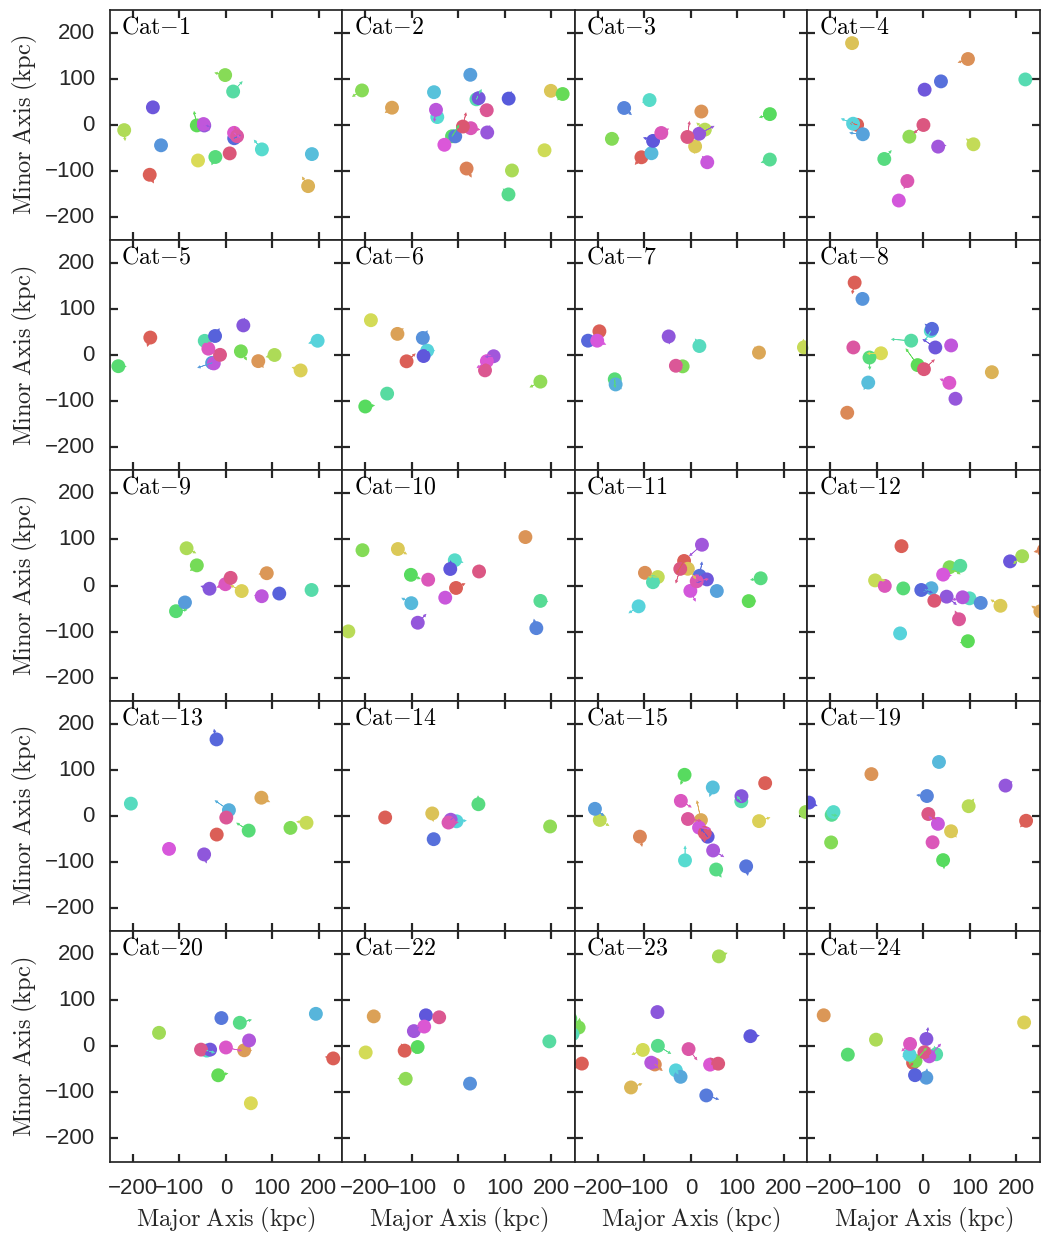 Cat−1 Cat−2 Cat−3 Cat−4
200
100
0
−100
−200
Minor Axis (kpc)
Cat−5 Cat−6 Cat−7 Cat−8
200
100
0
−100
−200
Minor Axis (kpc)
Cat−9 Cat−10 Cat−11 Cat−12
200
100
0
−100
−200
Minor Axis (kpc)
Cat−13 Cat−14 Cat−15 Cat−19
200
100
0
−100
−200
Minor Axis (kpc)
Cat−20 Cat−22 Cat−23 Cat−24
200
100
0
−100
−200
Minor Axis (kpc)
−200 −100 0 100 200 −200 −100 0 100 200 −200 −100 0 100 200 −200 −100 0 100 200
Major Axis (kpc) Major Axis (kpc) Major Axis (kpc) Major Axis (kpc)